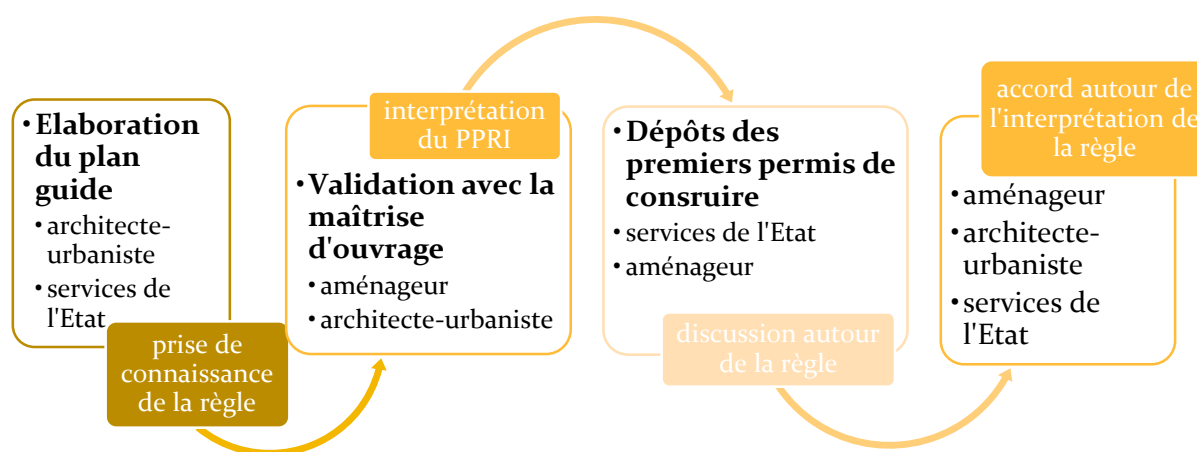 • Elaboration
du plan
guide
• architecte-
urbaniste
• services de
l'Etat
prise de
connaissance
de la règle
interprétation
du PPRI
• Validation avec la
maîtrise
d'ouvrage
• aménageur
• architecte-urbaniste
• Dépôts des
premiers permis de
consruire
• services de l'Etat
• aménageur
discussion autour
de la règle
accord autour de
l'interprétation de
la règle
• aménageur
• architecte-
urbaniste
• services de
l'Etat